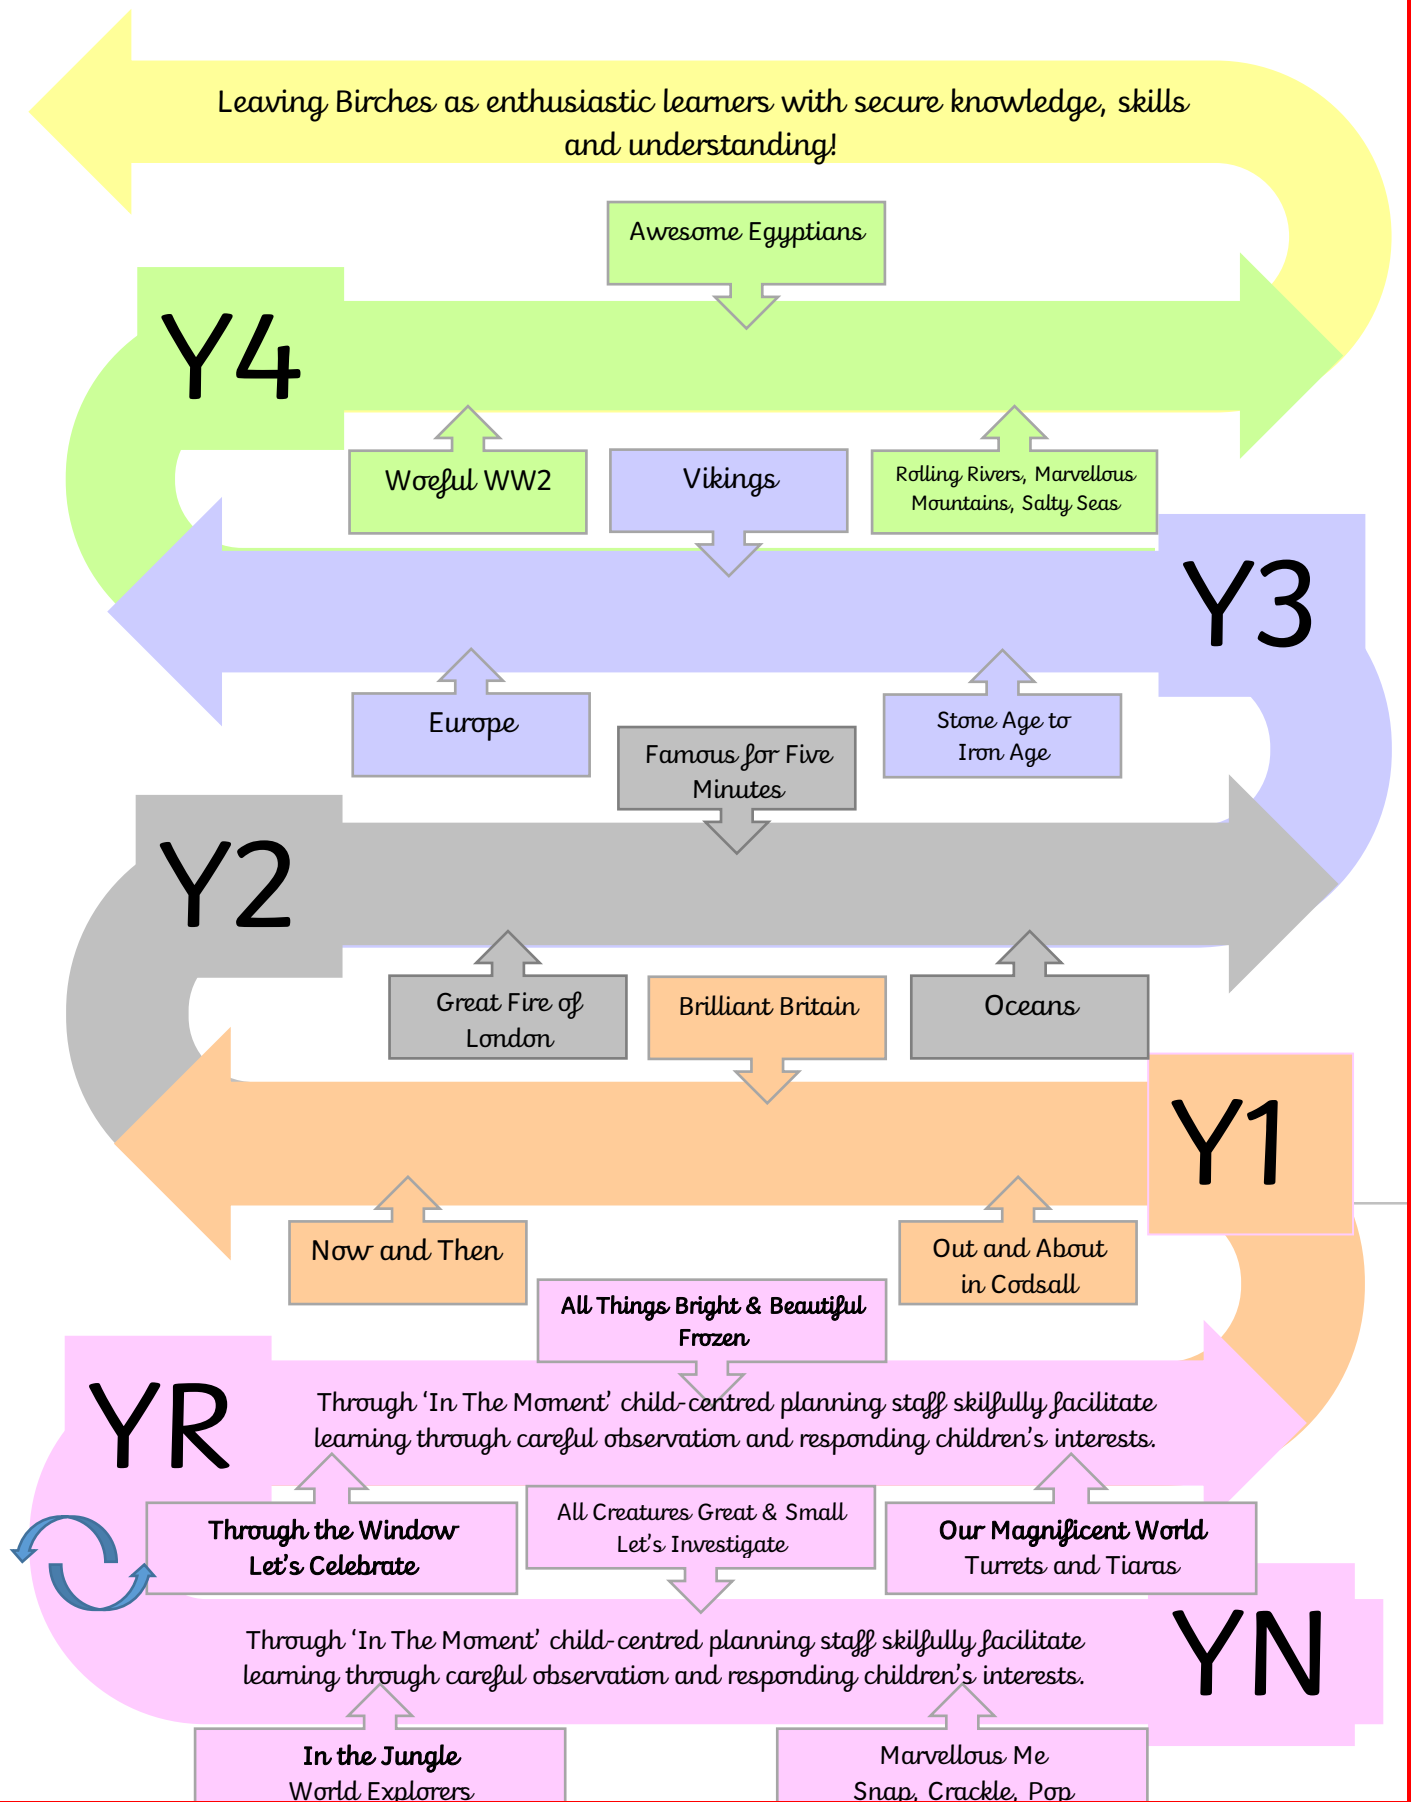 Leaving Birches as enthusiastic learners with secure knowledge, skills
and understanding!
Awesome Egyptians
Y4
Woeful WW2
Vikings
Rolling Rivers, Marvellous
Mountains, Salty Seas
Y3
Europe
Stone Age to
Iron Age
Famous for Five
Minutes
Y2
Great Fire of
London
Brilliant Britain
Oceans
Y1
Now and Then
Out and About
in Codsall
All Things Bright & Beautiful
Frozen
YR
Through ‘In The Moment’ child-centred planning staff skilfully facilitate
learning through careful observation and responding children’s interests.
Through the Window
Let’s Celebrate
All Creatures Great & Small
Let’s Investigate
Our Magnificent World
Turrets and Tiaras
YN
Through ‘In The Moment’ child-centred planning staff skilfully facilitate
learning through careful observation and responding children’s interests.
In the Jungle
World Explorers
Marvellous Me
Snap, Crackle, Pop